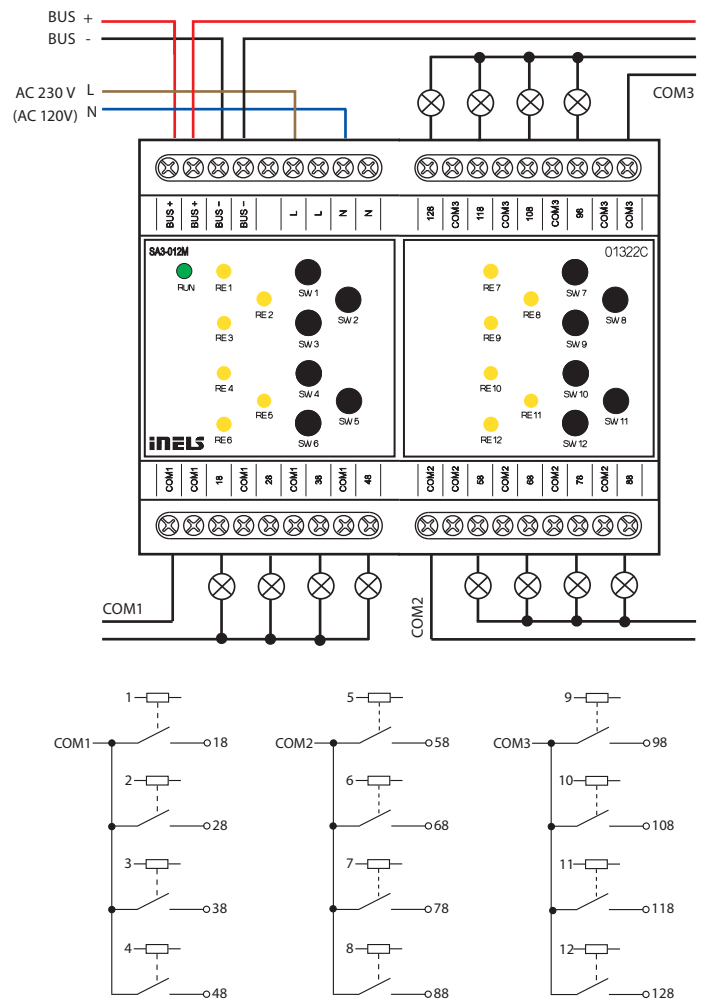 BUS +
BUS -
AC 230 V L
(AC 120V) N
COM3
BUS + BUS + BUS – BUS – L L N N
128 COM3 118 COM3 108 COM3 98 COM3 COM3
SA3-012M
01322C
RUN RE1 SW1 RE2 SW2
RE3 SW3
RE4 SW4 RE5 SW5
RE6 SW6
RE7 SW7 RE8 SW8
RE9 SW9
RE10 SW10 RE11 SW11
RE12 SW12
iNELS
COM1 COM1 18 COM1 28 COM1 38 COM1 48
COM2 COM2 58 COM2 68 COM2 78 COM2 88
COM1
COM2
1 5 9
COM1 18 COM2 58 COM3 98
2 6 10
28 68 108
3 7 11
38 78 118
4 8 12
48 88 128